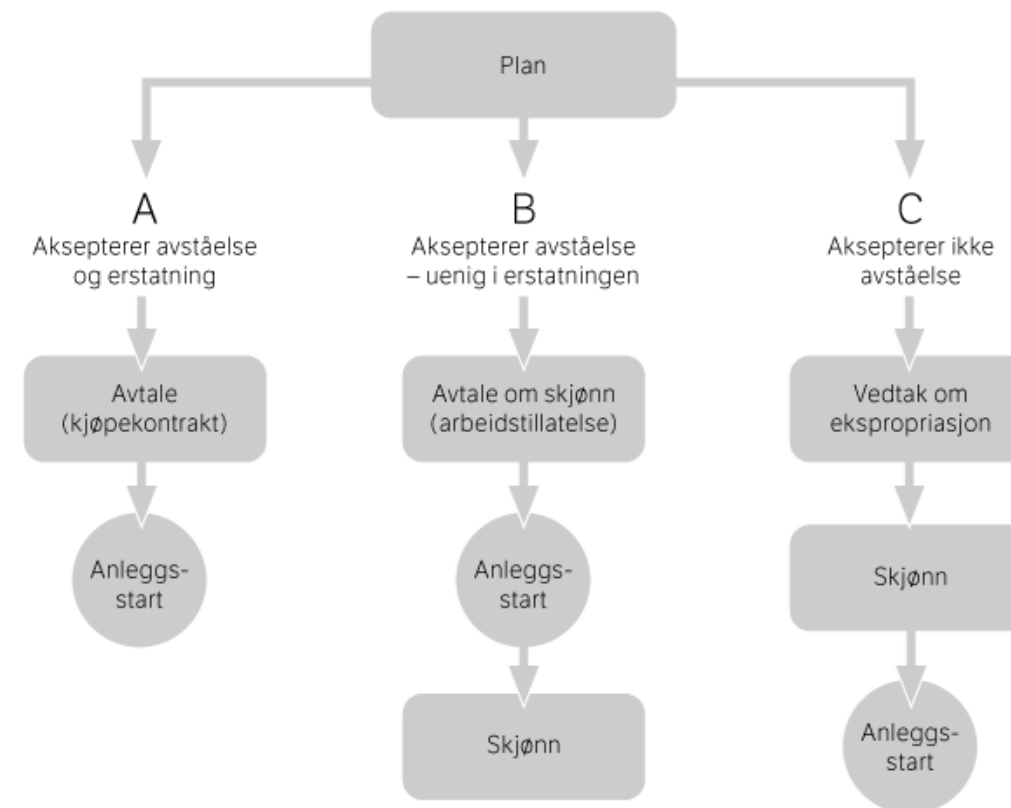 Plan
A
Aksepterer avståelse
og erstatning
Avtale
(kjøpekontrakt)
Anleggs-
start
B
Aksepterer avståelse
– uenig i erstatningen
Avtale om skjønn
(arbeidstillatelse)
Anleggs-
start
Skjønn
C
Aksepterer ikke
avståelse
Vedtak om
ekspropriasjon
Skjønn
Anleggs-
start